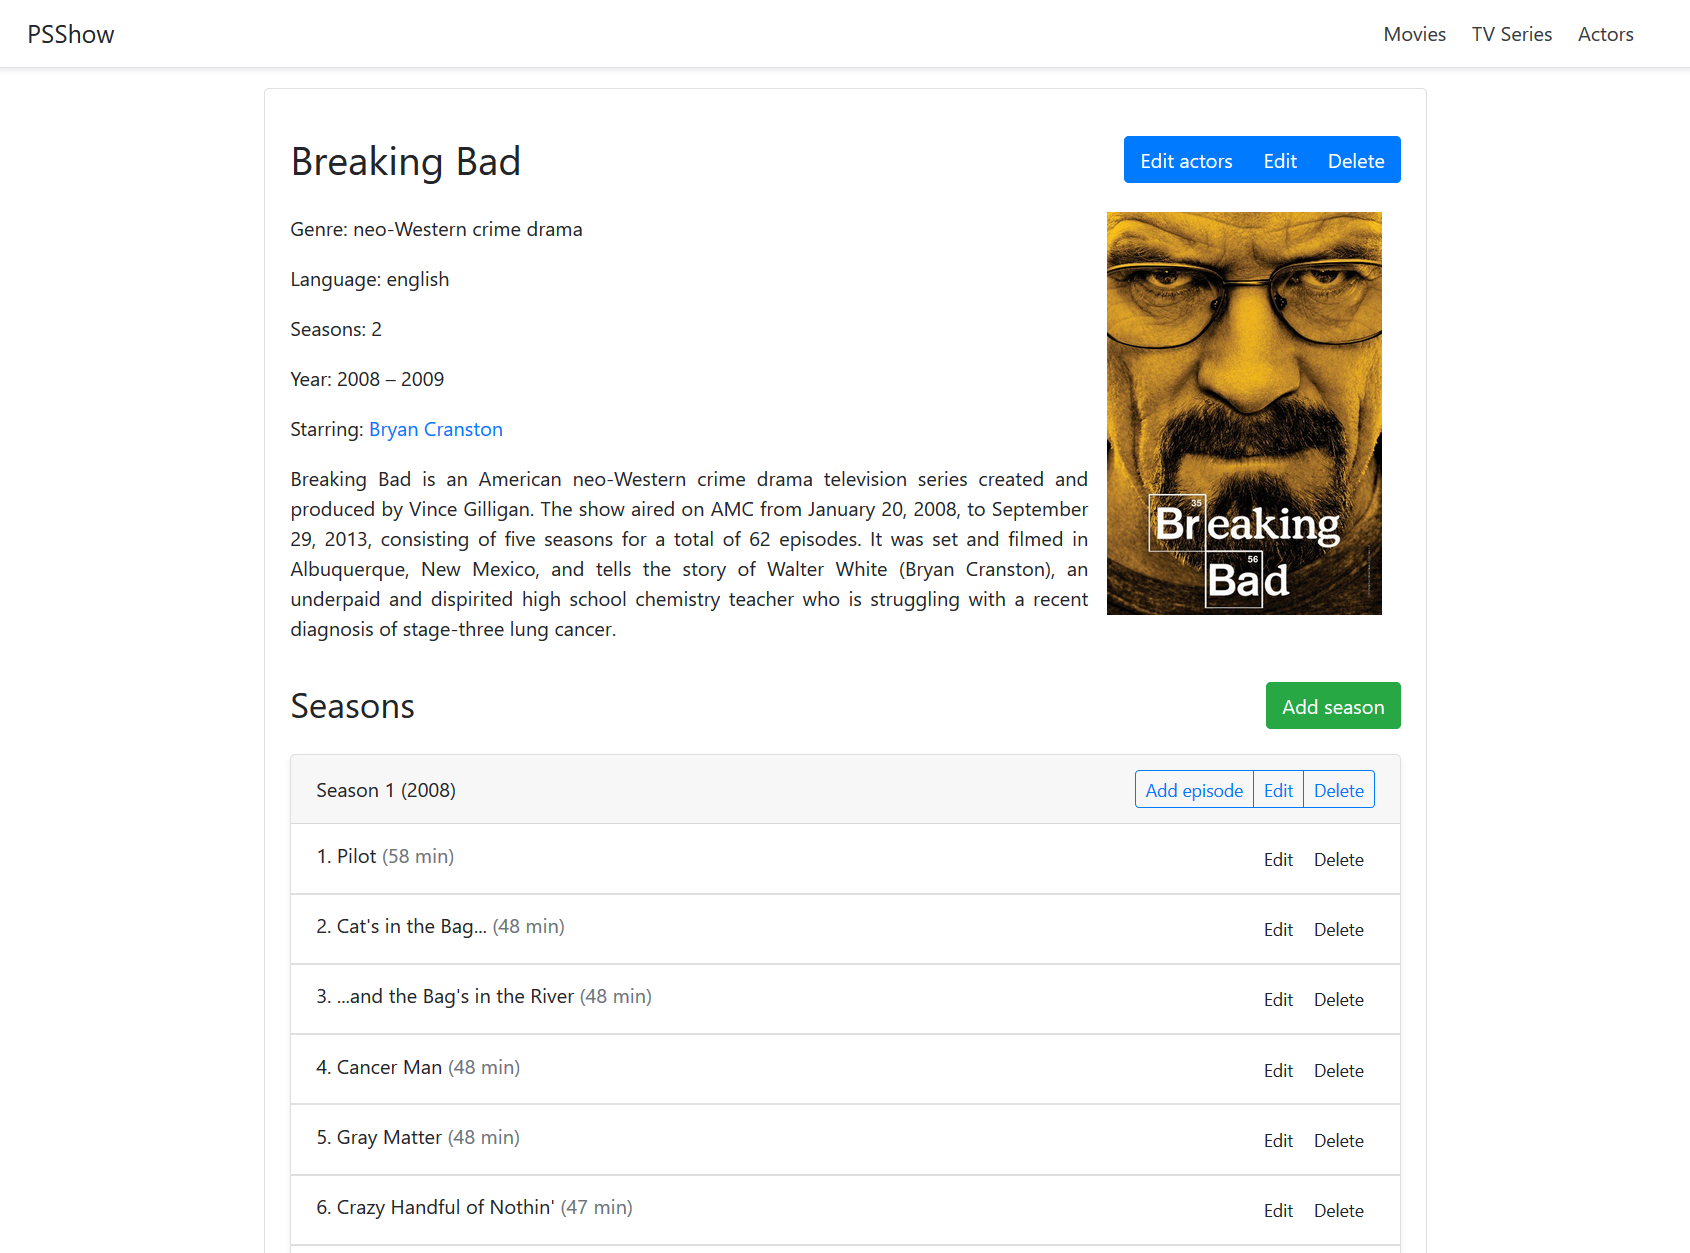 PSShow
Movies TV Series Actors
Breaking Bad
Edit actors Edit Delete
Genre: neo-Western crime drama
Language: english
Seasons: 2
Year: 2008 – 2009
Starring: Bryan Cranston
Breaking Bad is an American neo-Western crime drama television series created and
produced by Vince Gilligan. The show aired on AMC from January 20, 2008, to September
29, 2013, consisting of five seasons for a total of 62 episodes. It was set and filmed in
Albuquerque, New Mexico, and tells the story of Walter White (Bryan Cranston), an
underpaid and dispirited high school chemistry teacher who is struggling with a recent
diagnosis of stage-three lung cancer.
35
Breaking
56
Bad
Seasons
Add season
Season 1 (2008)
Add episode Edit Delete
1. Pilot (58 min)
Edit Delete
2. Cat's in the Bag... (48 min)
Edit Delete
3. ...and the Bag's in the River (48 min)
Edit Delete
4. Cancer Man (48 min)
Edit Delete
5. Gray Matter (48 min)
Edit Delete
6. Crazy Handful of Nothin' (47 min)
Edit Delete